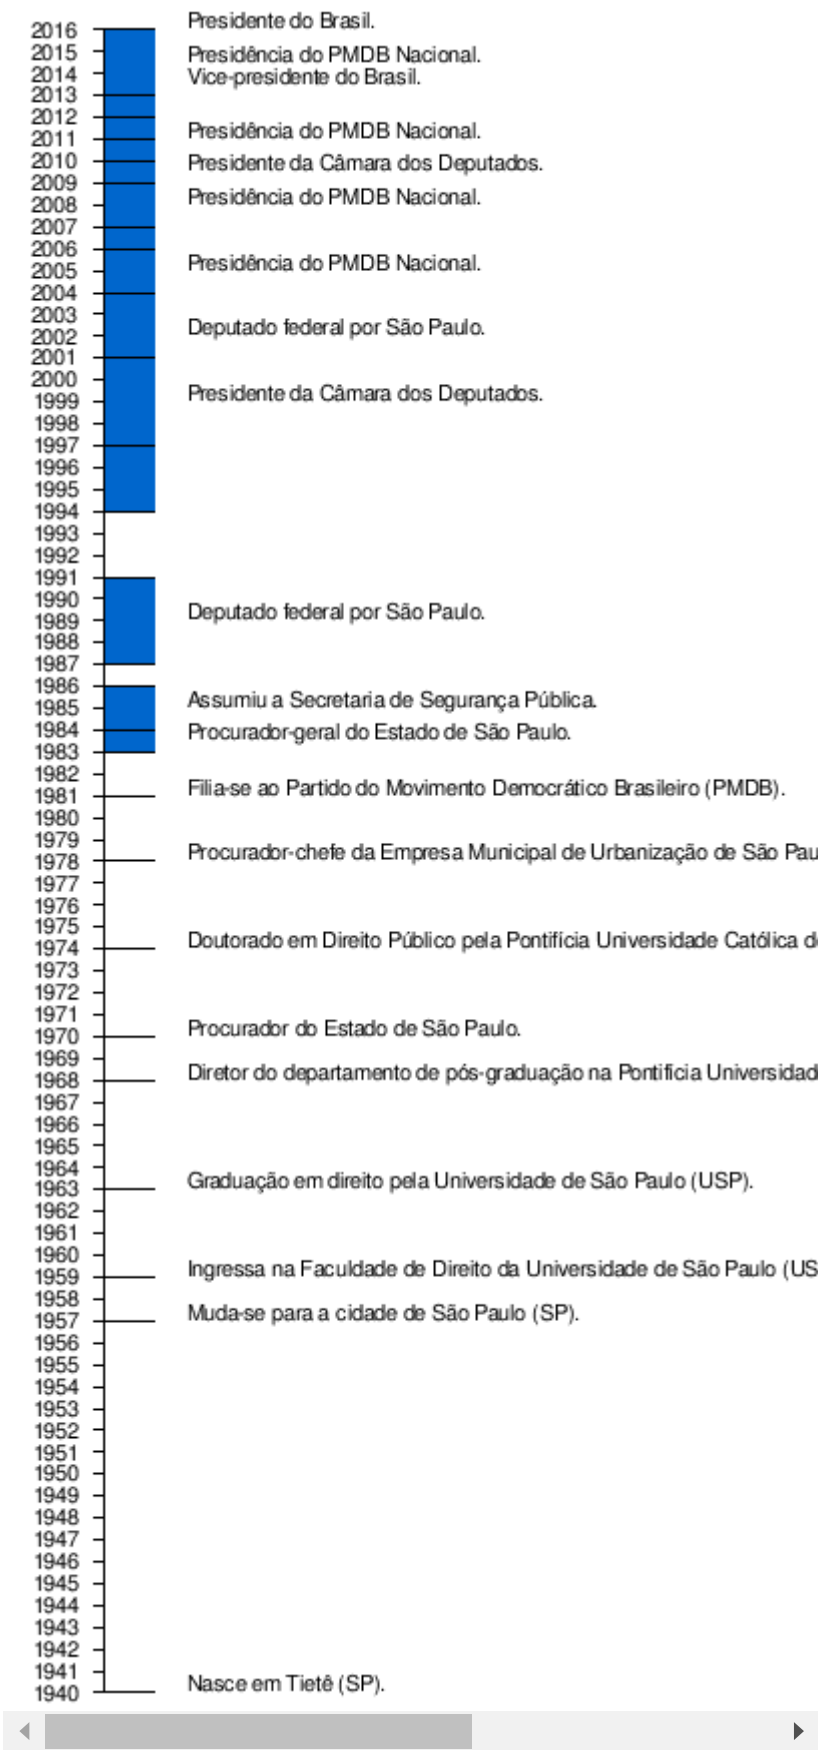 Presidente do Brasil.
2016
2015 Presidência do PMDB Nacional.
2014 Vice-presidente do Brasil.
2013
2012
2011 Presidência do PMDB Nacional.
2010 Presidente da Câmara dos Deputados.
2009
2008 Presidência do PMDB Nacional.
2007
2006
2005 Presidência do PMDB Nacional.
2004
2003
2002 Deputado federal por São Paulo.
2001
2000
1999 Presidente da Câmara dos Deputados.
1998
1997
1996
1995
1994
1993
1992
1991
1990
1989 Deputado federal por São Paulo.
1988
1987
1986
1985 Assumiu a Secretaria de Segurança Pública.
1984 Procurador-geral do Estado de São Paulo.
1983
1982
1981 Filia-se ao Partido do Movimento Democrático Brasileiro (PMDB).
1980
1979
1978 Procurador-chefe da Empresa Municipal de Urbanização de São Pau
1977
1976
1975
1974 Doutorado em Direito Público pela Pontifícia Universidade Católica d
1973
1972
1971
1970 Procurador do Estado de São Paulo.
1969
1968 Diretor do departamento de pós-graduação na Pontifícia Universidad
1967
1966
1965
1964
1963 Graduação em direito pela Universidade de São Paulo (USP).
1962
1961
1960
1959 Ingressa na Faculdade de Direito da Universidade de São Paulo (US
1958
1957 Muda-se para a cidade de São Paulo (SP).
1956
1955
1954
1953
1952
1951
1950
1949
1948
1947
1946
1945
1944
1943
1942
1941
1940 Nasce em Tietê (SP).